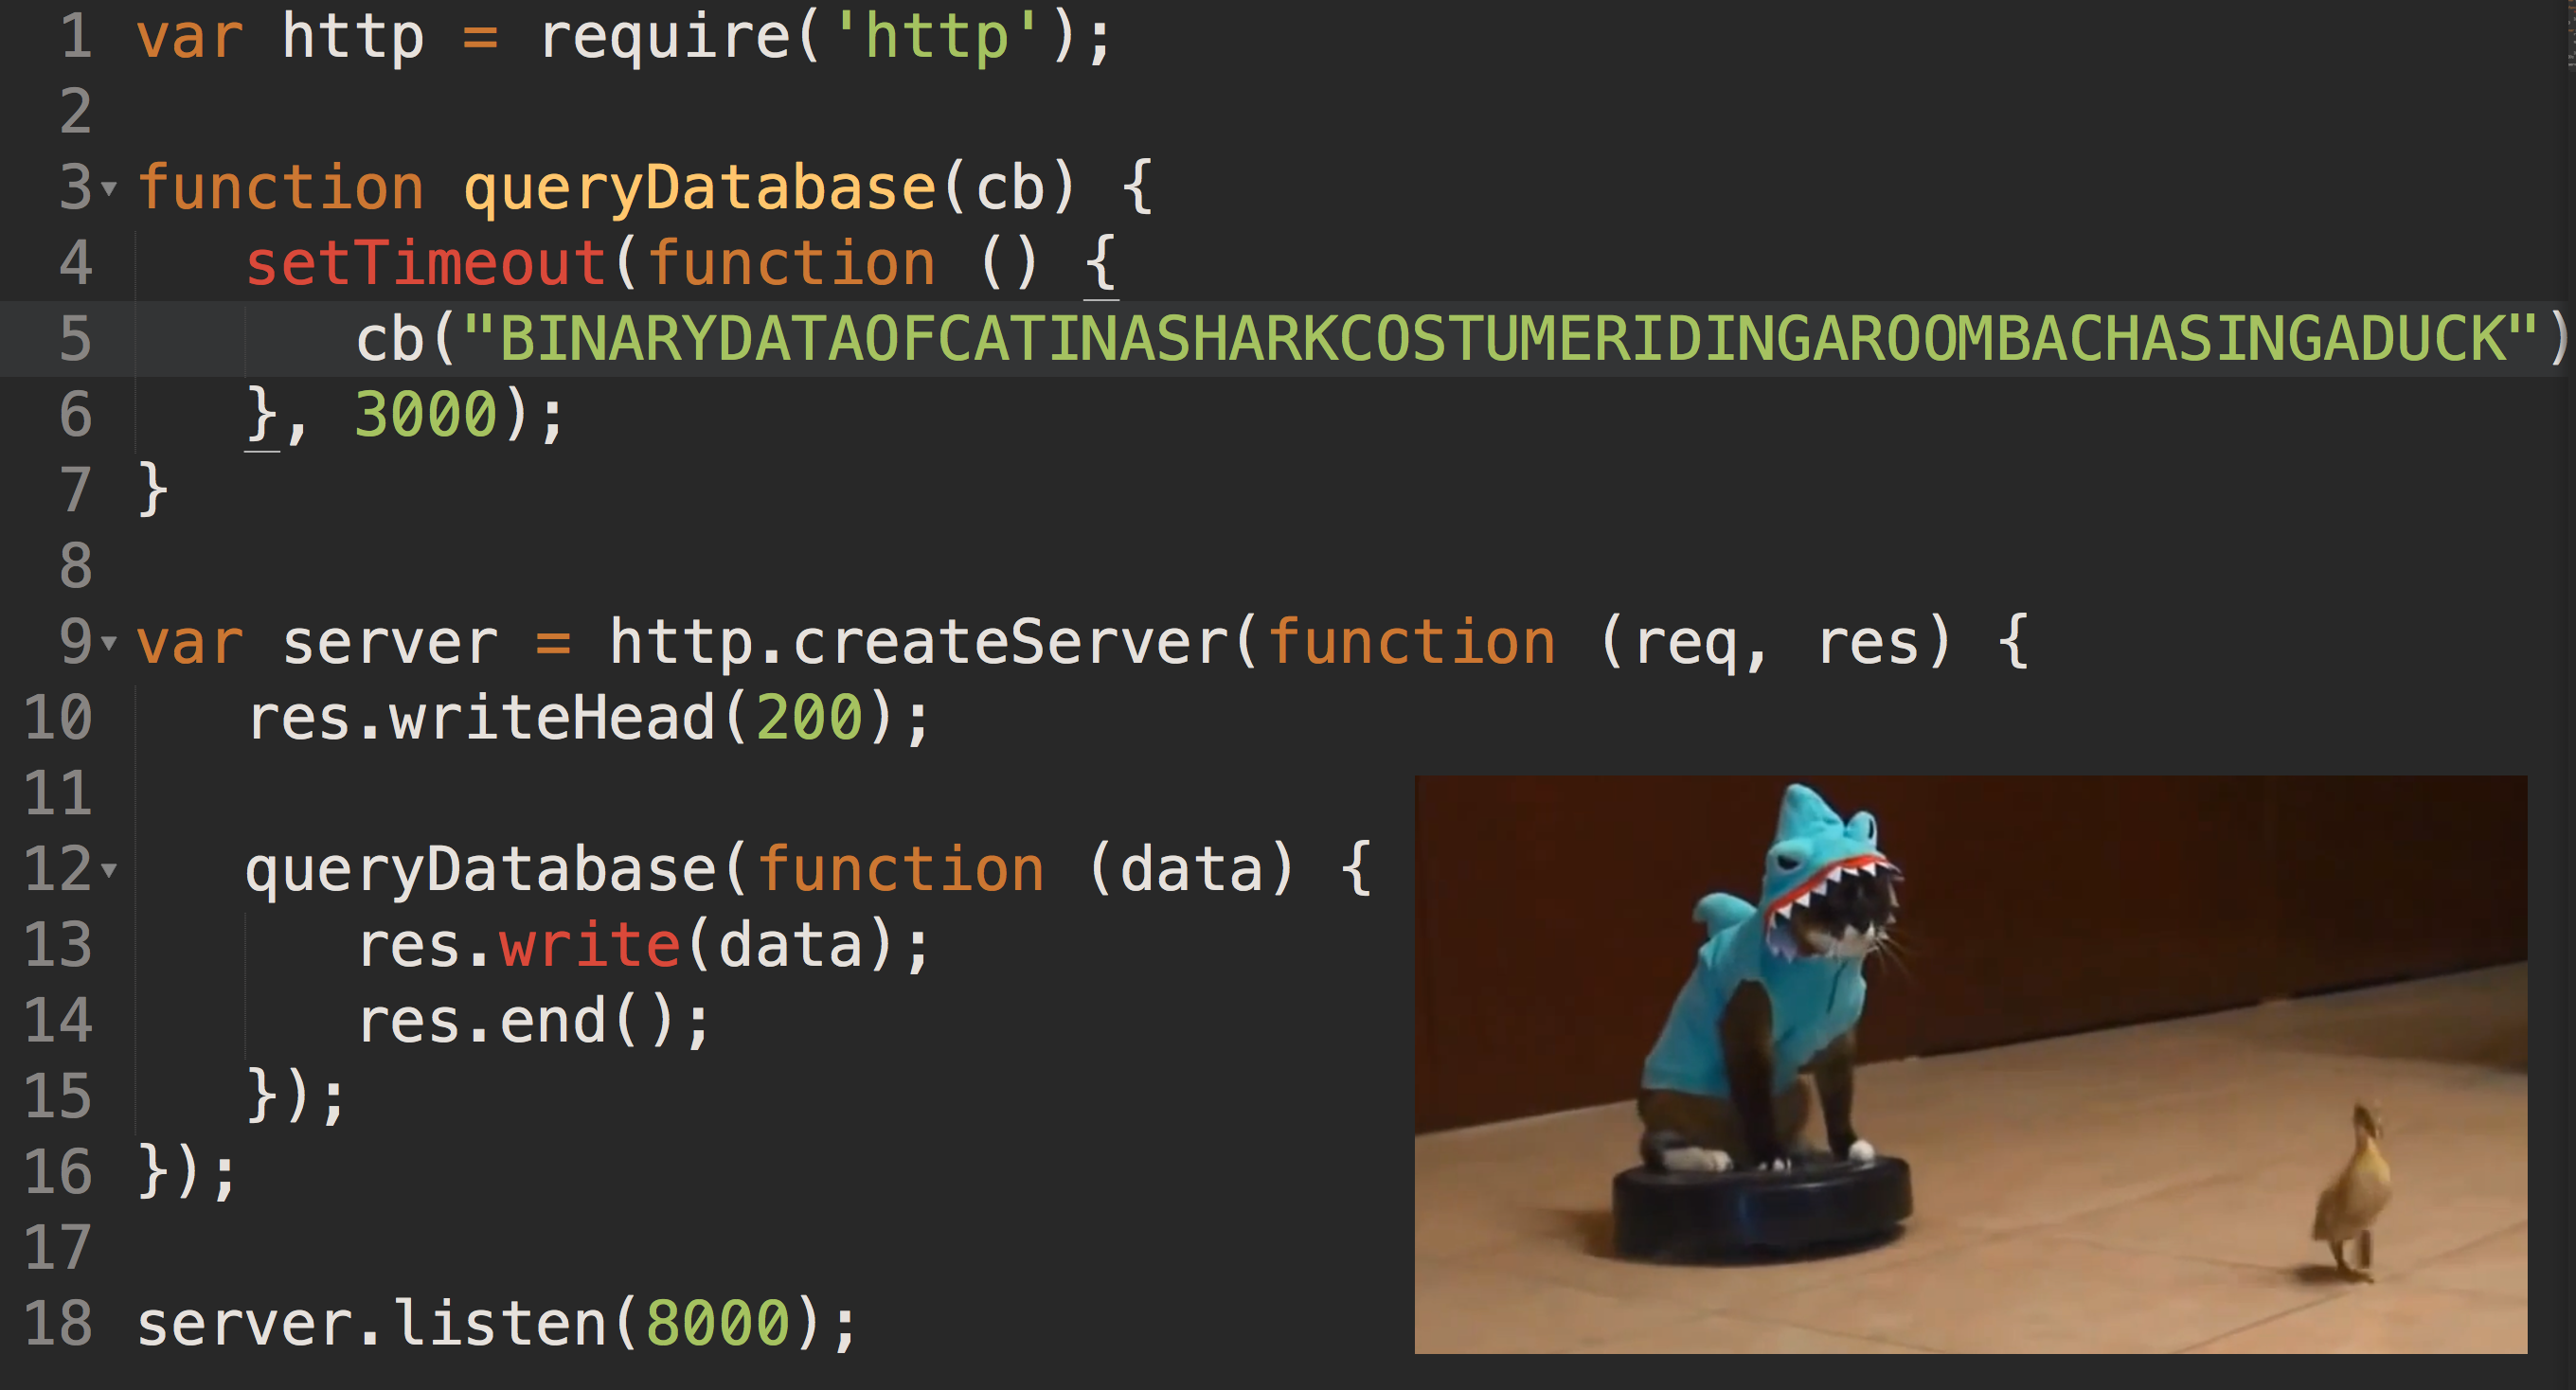 1 var http = require('http');
2
3 function queryDatabase(cb) {
4 setTimeout(function () {
5 cb("BINARYDATAOFCATINASHARKCOSTUMERIDINGAROOMBACHASINGADUCK")
6 }, 3000);
7 }
8
9 var server = http.createServer(function (req, res) {
10 res.writeHead(200);
11
12 queryDatabase(function (data) {
13 res.write(data);
14 res.end();
15 });
16 });
17
18 server.listen(8000);